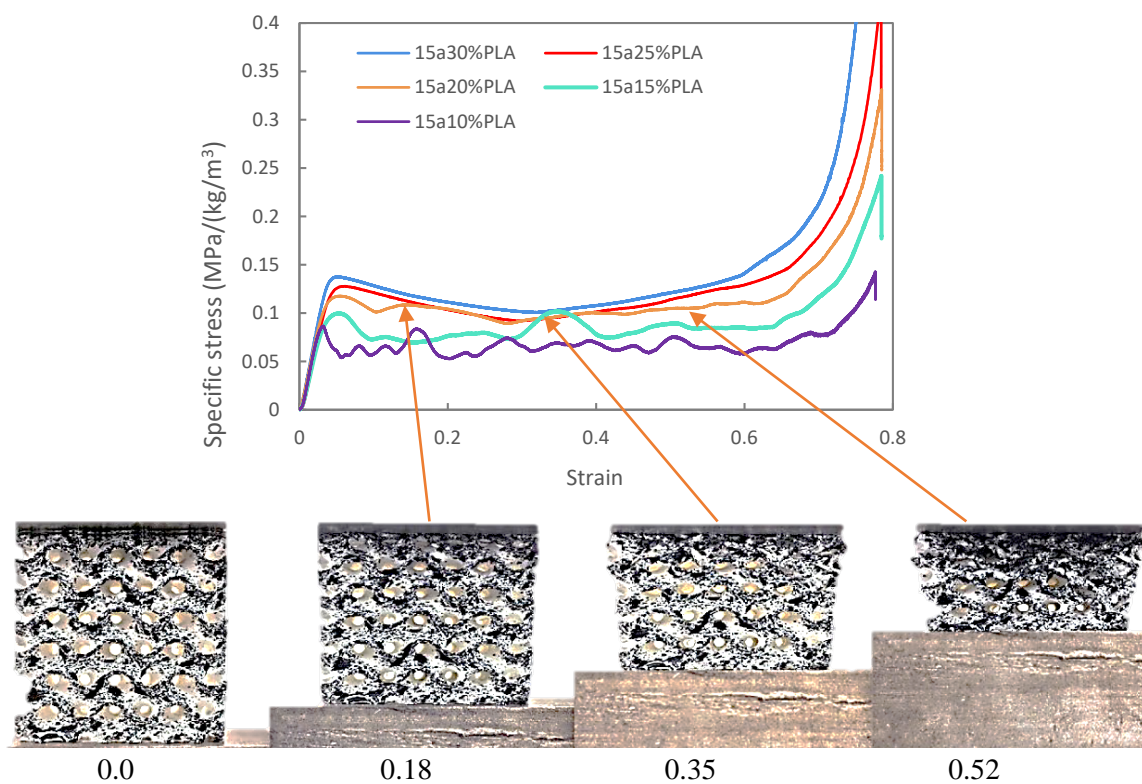 0.4
0.35
0.3
0.25
0.2
0.15
0.1
0.05
0
Specific stress (MPa/(kg/m³)
15a30%PLA 15a25%PLA
15a20%PLA 15a15%PLA
15a10%PLA
0 0.2 0.4 0.6 0.8
Strain
0.0 0.18 0.35 0.52